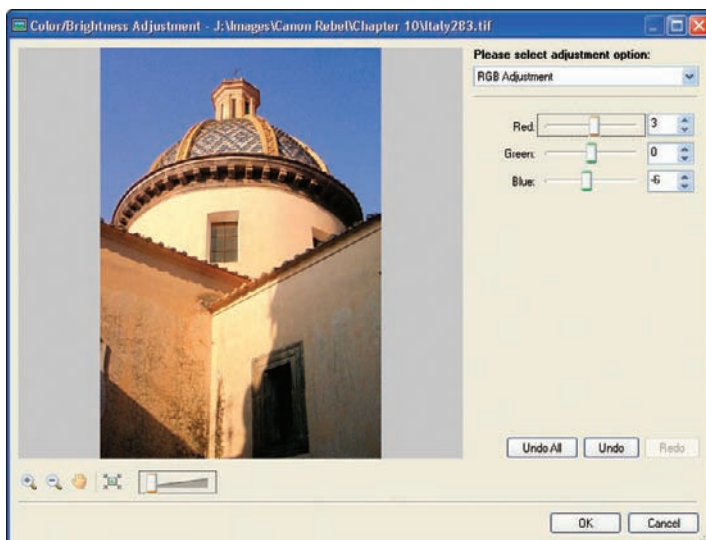 Color/Brightness Adjustment - J:\Images\Canon Rebel\Chapter 10\Italy283.tif
Please select adjustment option:
RGB Adjustment
Red: 3
Green: 0
Blue: -6
Undo All Undo Redo
OK Cancel